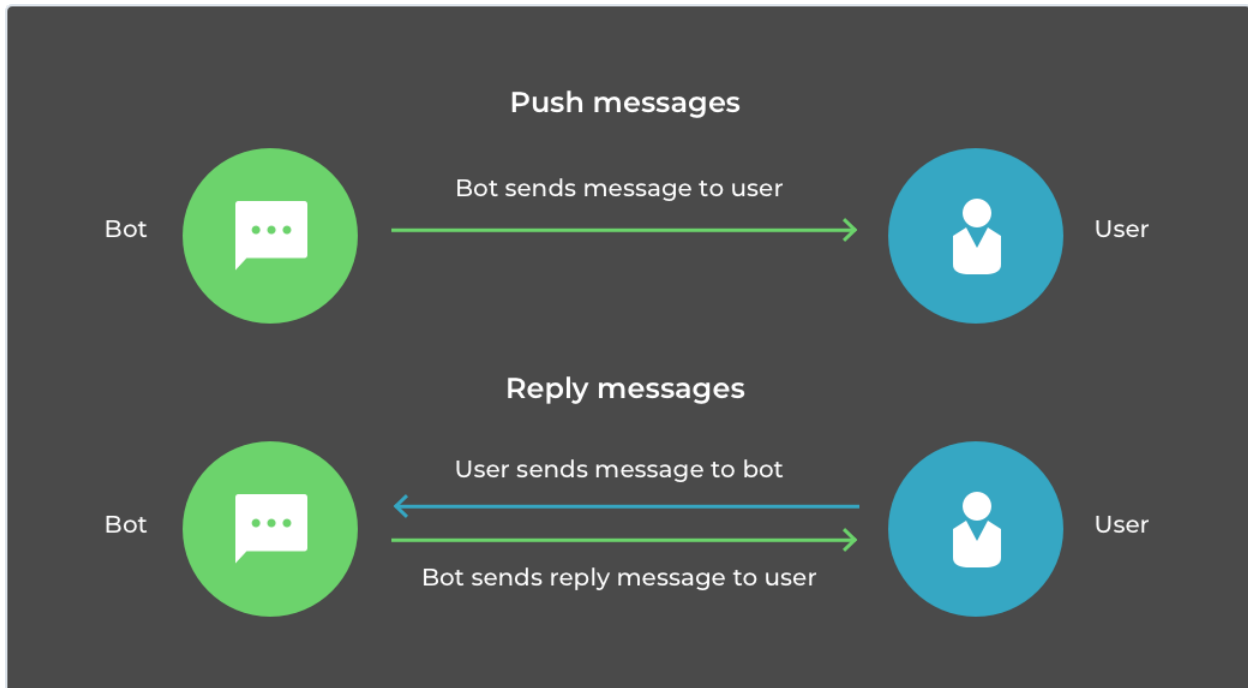 Push messages
Bot sends message to user
Bot
User
Reply messages
User sends message to bot
Bot
User
Bot sends reply message to user